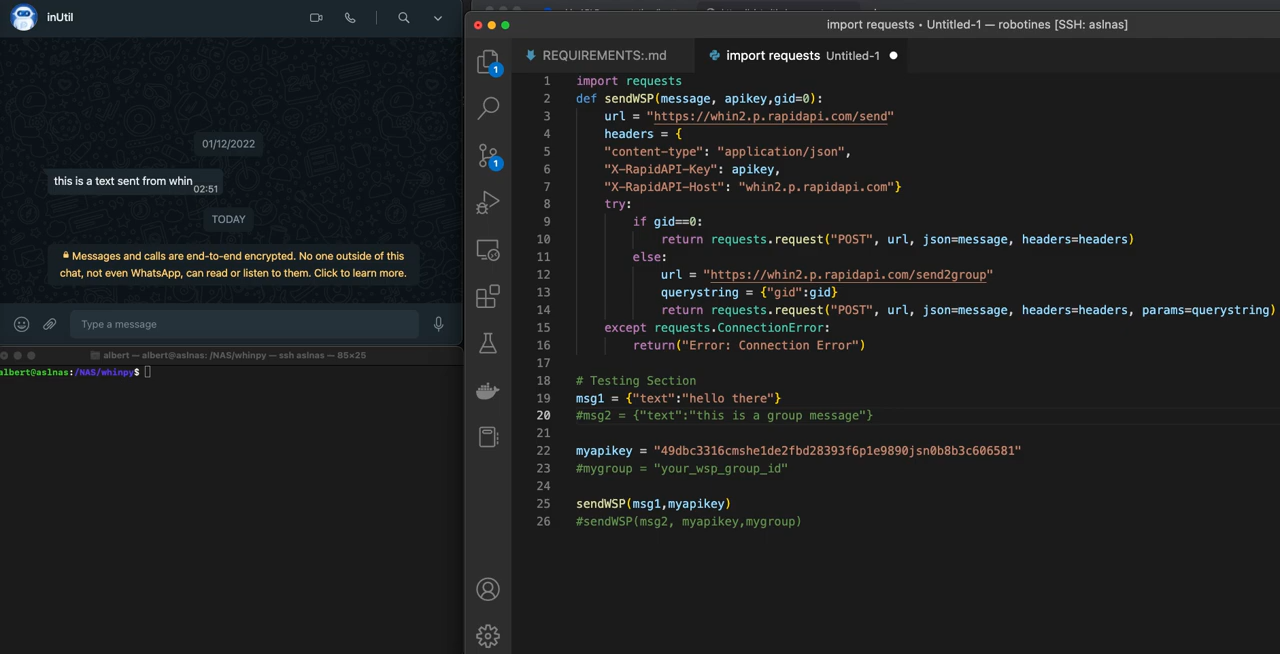 inUtil
01/12/2022
this is a text sent from whin 02:51
TODAY
Messages and calls are end-to-end encrypted. No one outside of this
chat, not even WhatsApp, can read or listen to them. Click to learn more.
Type a message
albert — albert@aslnas: /NAS/whinpy — ssh aslnas — 85×25
albert@aslnas:/NAS/whinpy$
import requests • Untitled-1 — robotines [SSH: aslnas]
REQUIREMENTS:.md
import requests Untitled-1
1
1
1 import requests
2 def sendWSP(message, apikey,gid=0):
3 url = "https://whin2.p.rapidapi.com/send"
4 headers = {
5 "content-type": "application/json",
6 "X-RapidAPI-Key": apikey,
7 "X-RapidAPI-Host": "whin2.p.rapidapi.com"}
8 try:
9 if gid==0:
10 return requests.request("POST", url, json=message, headers=headers)
11 else:
12 url = "https://whin2.p.rapidapi.com/send2group"
13 querystring = {"gid":gid}
14 return requests.request("POST", url, json=message, headers=headers, params=querystring)
15 except requests.ConnectionError:
16 return("Error: Connection Error")
17
18 # Testing Section
19 msg1 = {"text":"hello there"}
20 #msg2 = {"text":"this is a group message"}
21
22 myapikey = "49dbc3316cmshe1de2fbd28393f6p1e9890jsn0b8b3c606581"
23 #mygroup = "your_wsp_group_id"
24
25 sendWSP(msg1,myapikey)
26 #sendWSP(msg2, myapikey,mygroup)